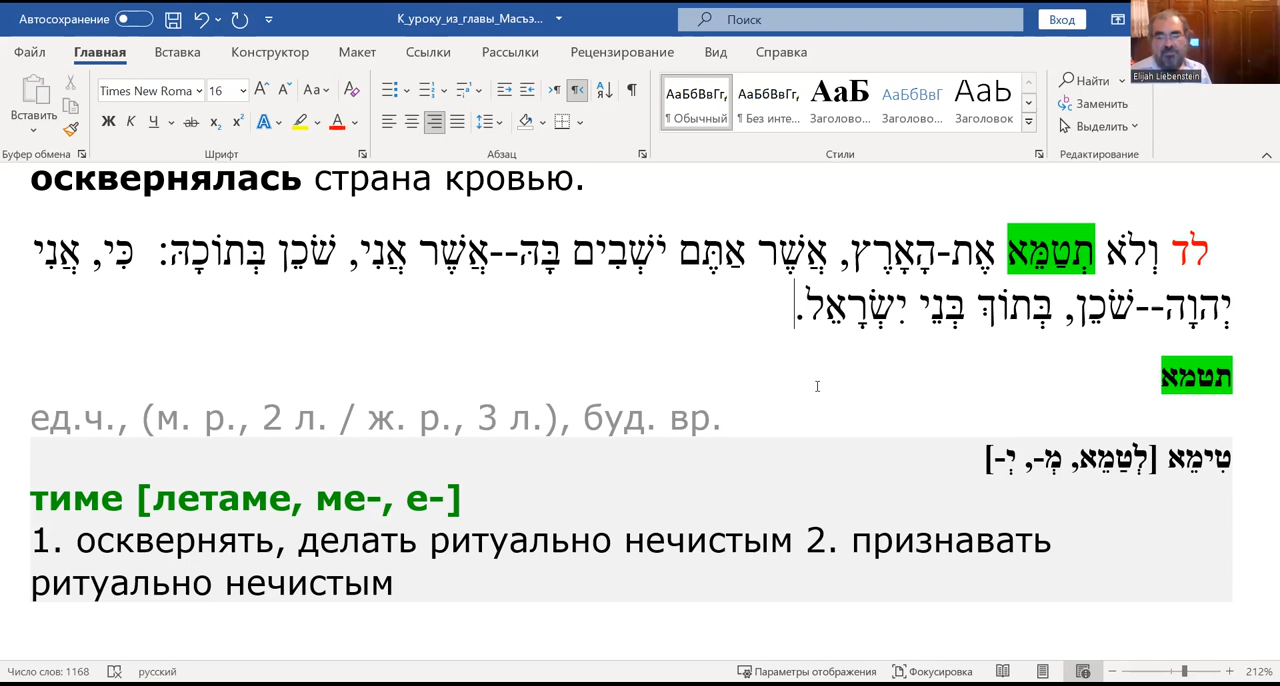 Автосохранение К_уроку_из_главы_Масъэ... Поиск Вход
Elijah Liebenstein
Файл Главная Вставка Конструктор Макет Ссылки Рассылки Рецензирование Вид Справка
Вставить Times New Roma 16 АаБбВвГг, АаБбВвГг, АаБ АаБбВвГ АаЬ Найти
Заменить
Ж К Ч ab x₂ x² A A ¶ Обычный ¶ Без инте... Заголово... Заголово... Заголовок Выделить
Буфер обмена Шрифт Абзац Стили Редактирование
осквернялась страна кровью.
לד וְלֹא תְטַמֵּא אֶת-הָאָרֶץ, אֲשֶׁר אַתֶּם יֹשְׁבִים בָּהּ--אֲשֶׁר אֲנִי, שֹׁכֵן בְּתוֹכָהּ: כִּי, אֲנִי
יְהוָה--שֹׁכֵן, בְּתוֹךְ בְּנֵי יִשְׂרָאֵל.
תטמא
ед.ч., (м. р., 2 л. / ж. р., 3 л.), буд. вр.
טִימֵא [לְטַמֵא, מְ-, יְ-]
тиме [летаме, ме-, е-]
1. осквернять, делать ритуально нечистым 2. признавать
ритуально нечистым
Число слов: 1168 русский Параметры отображения Фокусировка 212%